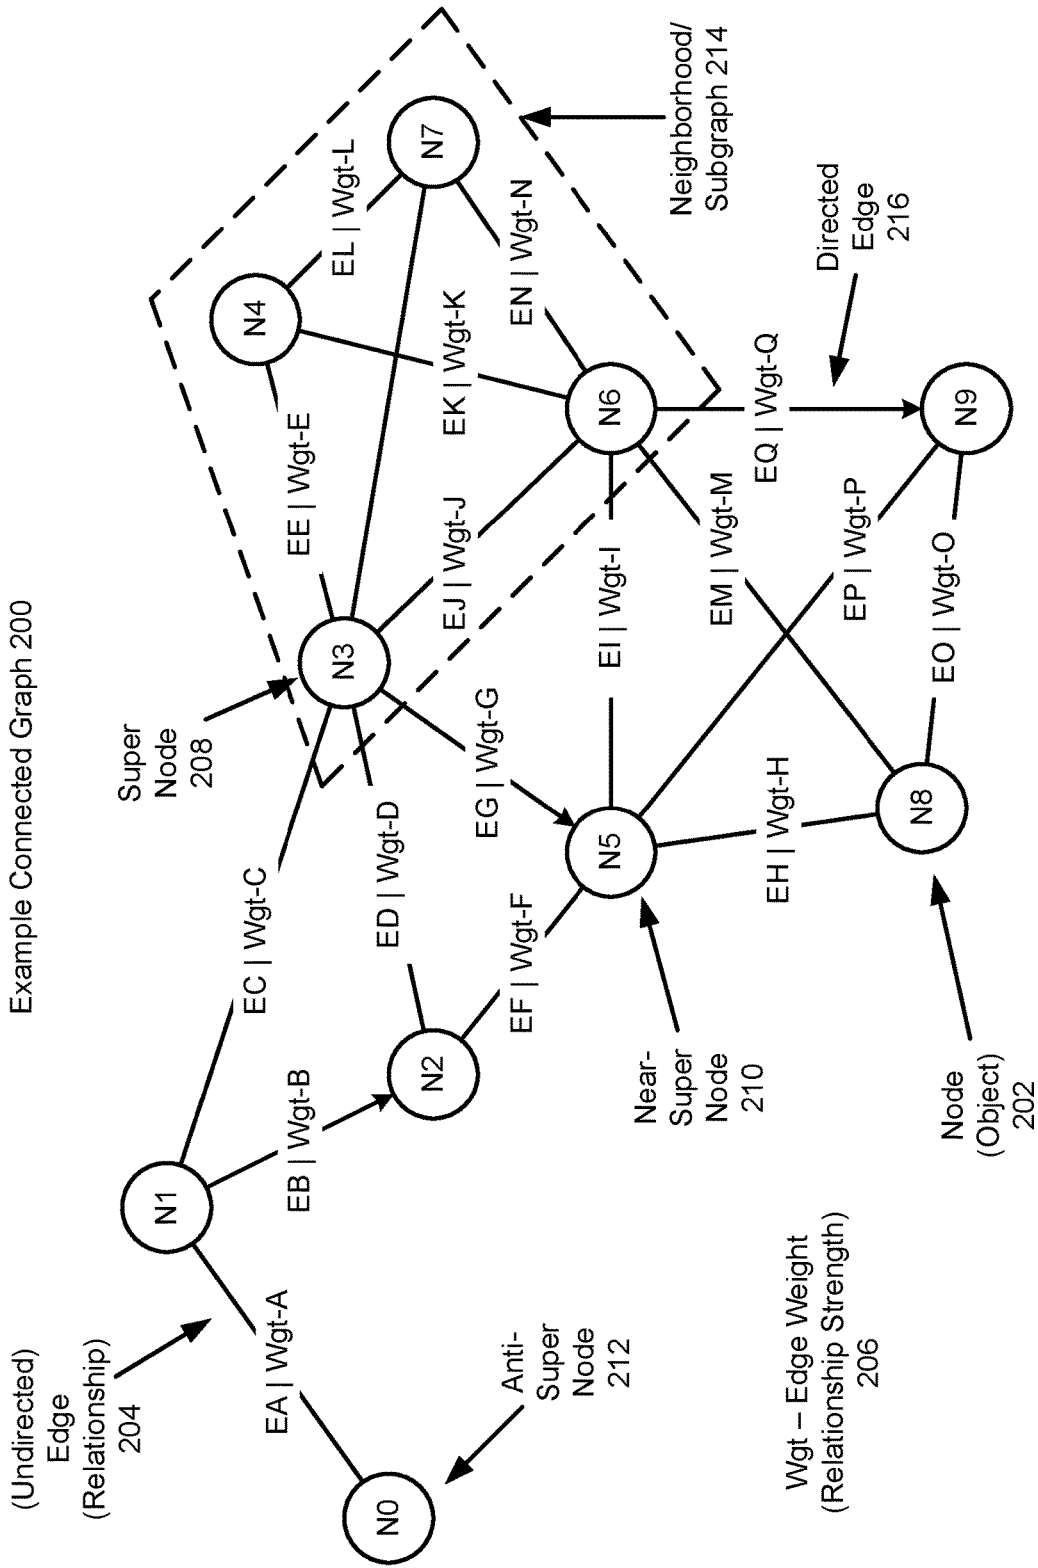 Example Connected Graph 200
(Undirected)
Edge
(Relationship)
204
Super
Node
208
N1
EC | Wgt-C
EB | Wgt-B
EA | Wgt-A
N0
Anti-
Super
Node
212
N2
ED | Wgt-D
EF | Wgt-F
N3
EE | Wgt-E
N4
EL | Wgt-L
N7
EK | Wgt-K
EN | Wgt-N
EJ | Wgt-J
EG | Wgt-G
N5
EI | Wgt-I
N6
Neighborhood/
Subgraph 214
Near-
Super
Node
210
EH | Wgt-H
EM | Wgt-M
EQ | Wgt-Q
Directed
Edge
216
EP | Wgt-P
N8
EO | Wgt-O
N9
Node
(Object)
202
Wgt – Edge Weight
(Relationship Strength)
206